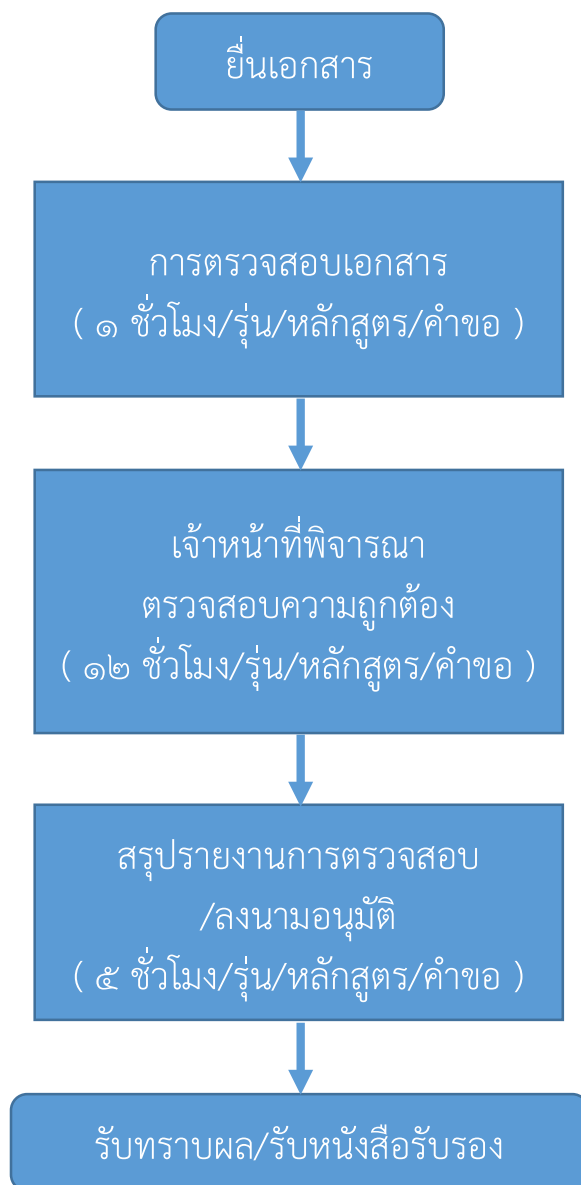 ยื่นเอกสาร
การตรวจสอบเอกสาร
( ๑ ชั่วโมง/รุ่น/หลักสูตร/คำขอ )
เจ้าหน้าที่พิจารณา
ตรวจสอบความถูกต้อง
( ๑๒ ชั่วโมง/รุ่น/หลักสูตร/คำขอ )
สรุปรายงานการตรวจสอบ
/ลงนามอนุมัติ
( ๕ ชั่วโมง/รุ่น/หลักสูตร/คำขอ )
รับทราบผล/รับหนังสือรับรอง